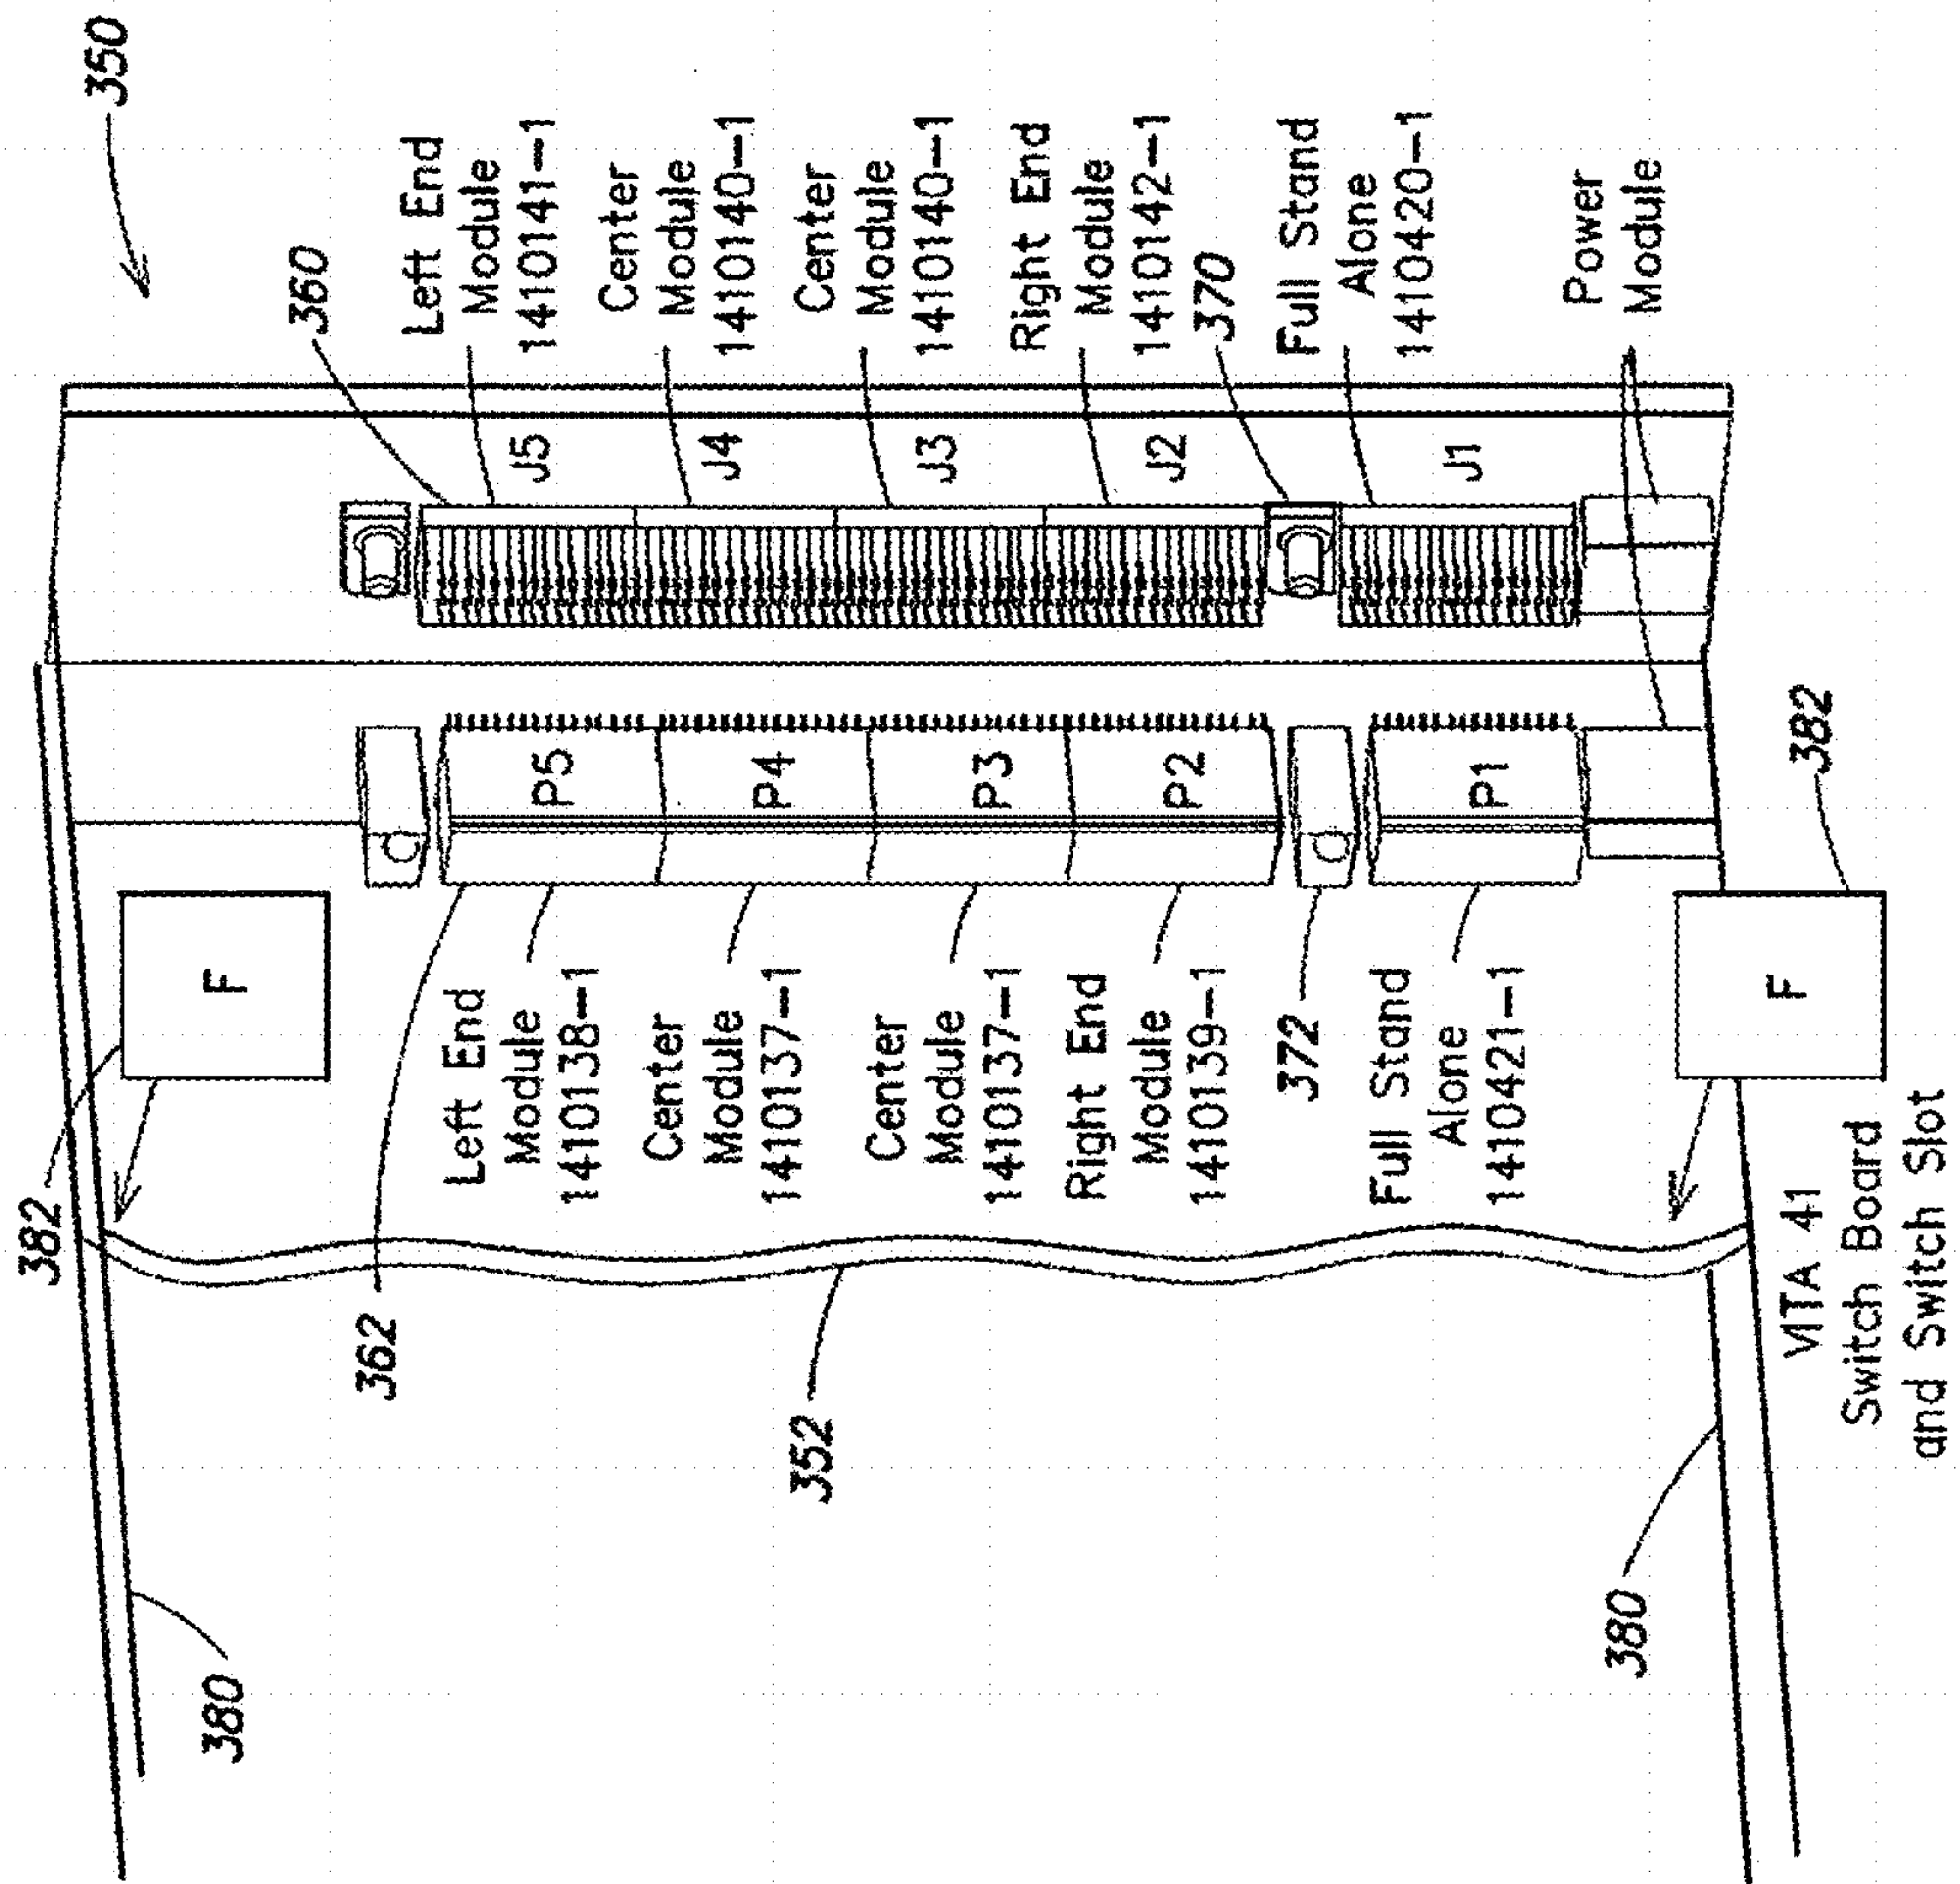 350
360
Left End
Module
1410141-1
Center
Module
1410140-1
Center
Module
1410140-1
Right End
Module
1410142-1
370
Full Stand
Alone
1410420-1
Power
Module
J5
J4
J3
J2
J1
P5
P4
P3
P2
P1
382
F
F
382
Left End
Module
1410138-1
Center
Module
1410137-1
Center
Module
1410137-1
Right End
Module
1410139-1
372
Full Stand
Alone
1410421-1
362
352
380
380
VITA 41
Switch Board
and Switch Slot